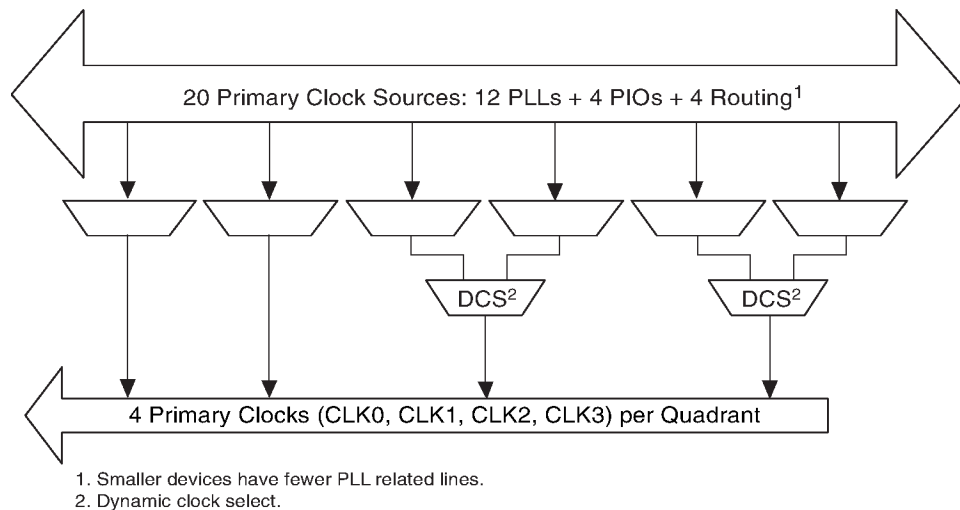 20 Primary Clock Sources: 12 PLLs + 4 PIOs + 4 Routing¹
DCS²
DCS²
4 Primary Clocks (CLK0, CLK1, CLK2, CLK3) per Quadrant
1. Smaller devices have fewer PLL related lines.
2. Dynamic clock select.